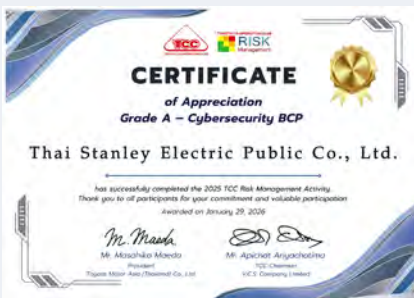 TCC
RISK
Management
CERTIFICATE
of Appreciation
Grade A – Cybersecurity BCP
Thai Stanley Electric Public Co., Ltd.
has successfully completed the 2025 TCC Risk Management Activity.
Thank you to all participants for your commitment and valuable participation
Awarded on January 29, 2026
M. Maeda
Mr. Masahiko Maeda
Mr. Apichat Ariyachatima
President
TCC Chairman
Toyota Motor Asia (Thailand) Co., Ltd.
V.C.S. Company Limited